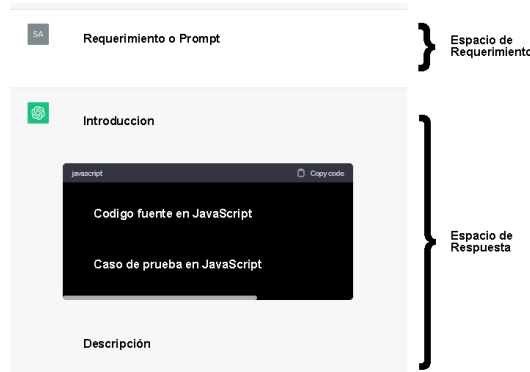 SA
Requerimiento o Prompt
Espacio de
Requerimiento
Introduccion
javascript
Copy code
Codigo fuente en JavaScript
Caso de prueba en JavaScript
Espacio de
Respuesta
Descripción